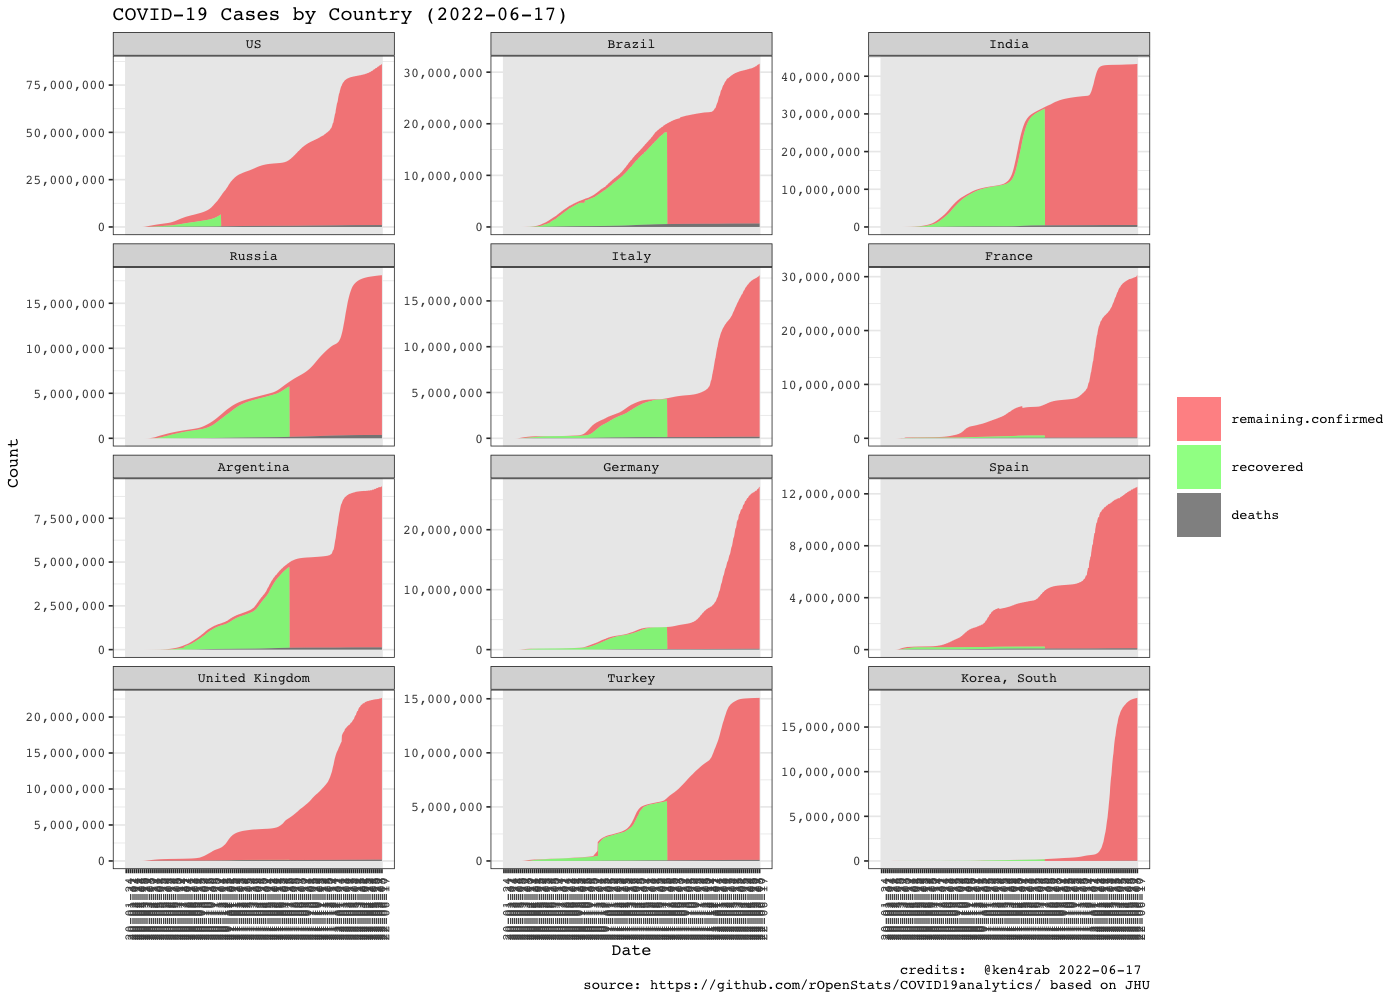 COVID-19 Cases by Country (2022-06-17)
US
Brazil
India
75,000,000
50,000,000
25,000,000
0
30,000,000
20,000,000
10,000,000
0
40,000,000
30,000,000
20,000,000
10,000,000
0
Russia
Italy
France
15,000,000
10,000,000
5,000,000
0
15,000,000
10,000,000
5,000,000
0
30,000,000
20,000,000
10,000,000
0
Argentina
Germany
Spain
7,500,000
5,000,000
2,500,000
0
20,000,000
10,000,000
0
12,000,000
8,000,000
4,000,000
0
United Kingdom
Turkey
Korea, South
20,000,000
15,000,000
10,000,000
5,000,000
0
15,000,000
10,000,000
5,000,000
0
15,000,000
10,000,000
5,000,000
0
Count
Date
remaining.confirmed
recovered
deaths
credits: @ken4rab 2022-06-17
source: https://github.com/rOpenStats/COVID19analytics/ based on JHU